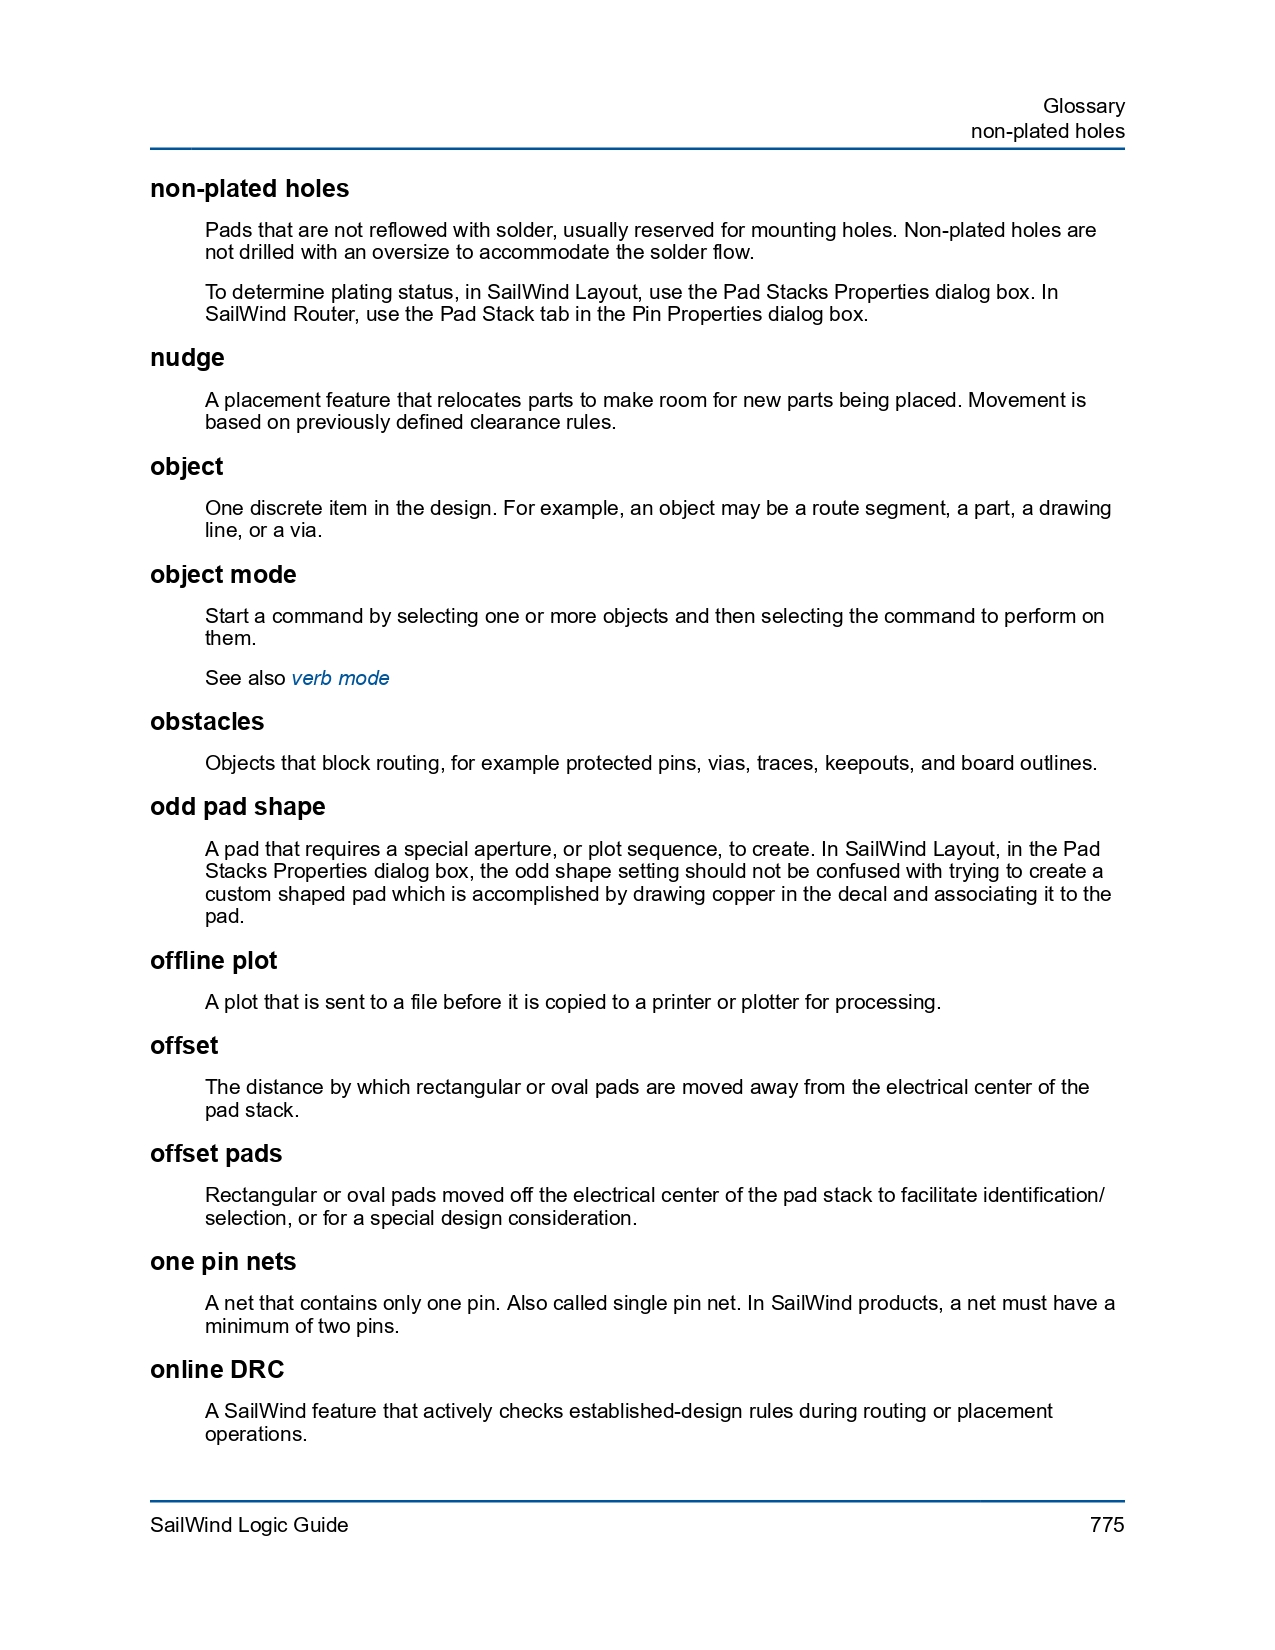 Glossary
non-plated holes
non-plated holes
Pads that are not reflowed with solder, usually reserved for mounting holes. Non-plated holes are
not drilled with an oversize to accommodate the solder flow.
To determine plating status, in SailWind Layout, use the Pad Stacks Properties dialog box. In
SailWind Router, use the Pad Stack tab in the Pin Properties dialog box.
nudge
A placement feature that relocates parts to make room for new parts being placed. Movement is
based on previously defined clearance rules.
object
One discrete item in the design. For example, an object may be a route segment, a part, a drawing
line, or a via.
object mode
Start a command by selecting one or more objects and then selecting the command to perform on
them.
See also verb mode
obstacles
Objects that block routing, for example protected pins, vias, traces, keepouts, and board outlines.
odd pad shape
A pad that requires a special aperture, or plot sequence, to create. In SailWind Layout, in the Pad
Stacks Properties dialog box, the odd shape setting should not be confused with trying to create a
custom shaped pad which is accomplished by drawing copper in the decal and associating it to the
pad.
offline plot
A plot that is sent to a file before it is copied to a printer or plotter for processing.
offset
The distance by which rectangular or oval pads are moved away from the electrical center of the
pad stack.
offset pads
Rectangular or oval pads moved off the electrical center of the pad stack to facilitate identification/
selection, or for a special design consideration.
one pin nets
A net that contains only one pin. Also called single pin net. In SailWind products, a net must have a
minimum of two pins.
online DRC
A SailWind feature that actively checks established-design rules during routing or placement
operations.
SailWind Logic Guide 775